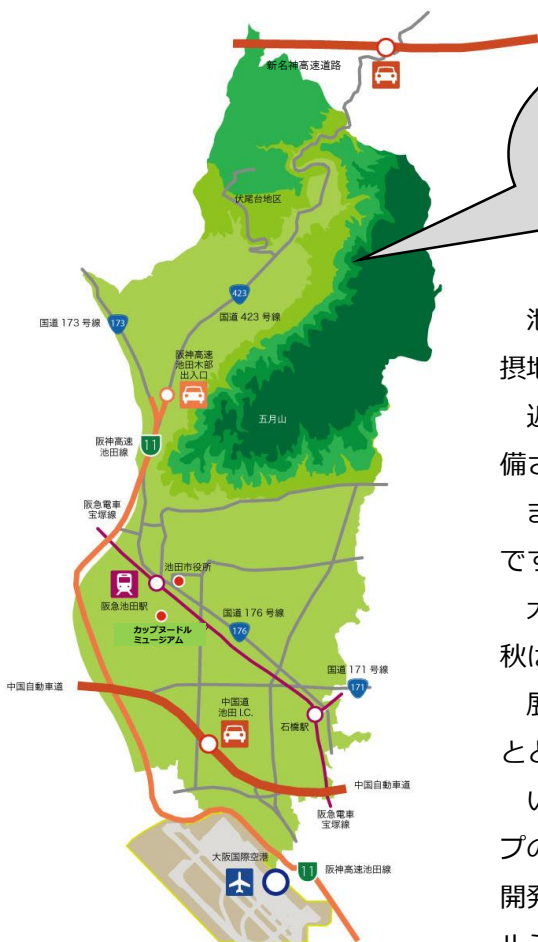 新名神高速道路
伏尾台地区
423
国道 423 号線
国道 173 号線
173
阪神高速
池田木部
出入口
五月山
阪神高速
池田線
11
阪急電車
宝塚線
池田市役所
阪急池田駅
カップヌードル
ミュージアム
国道 176 号線
176
国道 171 号線
171
中国自動車道
中国道
池田 I.C.
石橋駅
中国自動車道
阪急電車
宝塚線
大阪国際空港
11
阪神高速池田線
摂地
近
備さ
です
秋は
とと
い
プの
開発